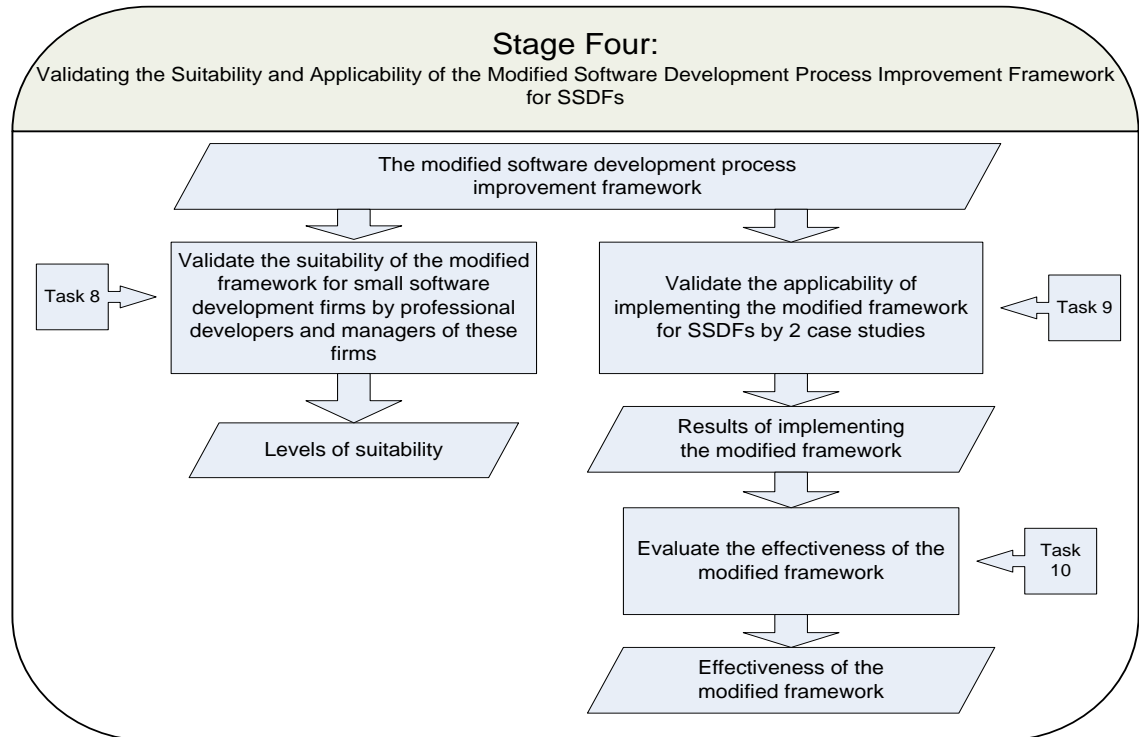 Stage Four:
Validating the Suitability and Applicability of the Modified Software Development Process Improvement Framework
for SSDFs
The modified software development process
improvement framework
Task 8
Validate the suitability of the modified
framework for small software
development firms by professional
developers and managers of these
firms
Validate the applicability of
implementing the modified framework
for SSDFs by 2 case studies
Task 9
Levels of suitability
Results of implementing
the modified framework
Evaluate the effectiveness of the
modified framework
Task
10
Effectiveness of the
modified framework